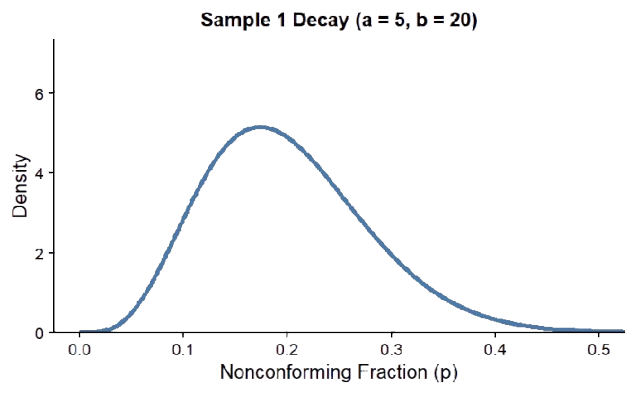 Sample 1 Decay (a = 5, b = 20)
6
4
2
0
Density
0.0 0.1 0.2 0.3 0.4 0.5
Nonconforming Fraction (p)